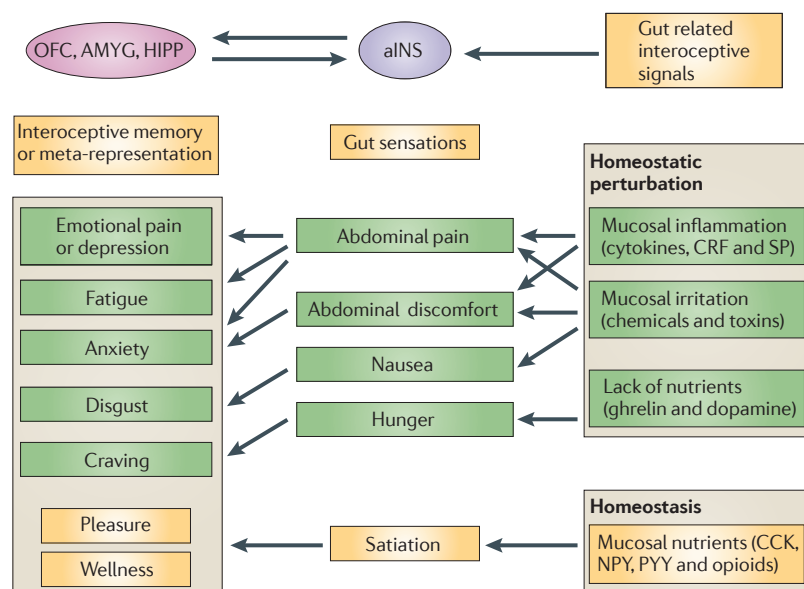 OFC, AMYG, HIPP
aINS
Gut related
interoceptive
signals
Interoceptive memory
or meta-representation
Gut sensations
Homeostatic
perturbation
Emotional pain
or depression
Abdominal pain
Mucosal inflammation
(cytokines, CRF and SP)
Fatigue
Abdominal discomfort
Mucosal irritation
(chemicals and toxins)
Anxiety
Nausea
Disgust
Hunger
Lack of nutrients
(ghrelin and dopamine)
Craving
Homeostasis
Pleasure
Satiation
Mucosal nutrients (CCK,
NPY, PYY and opioids)
Wellness